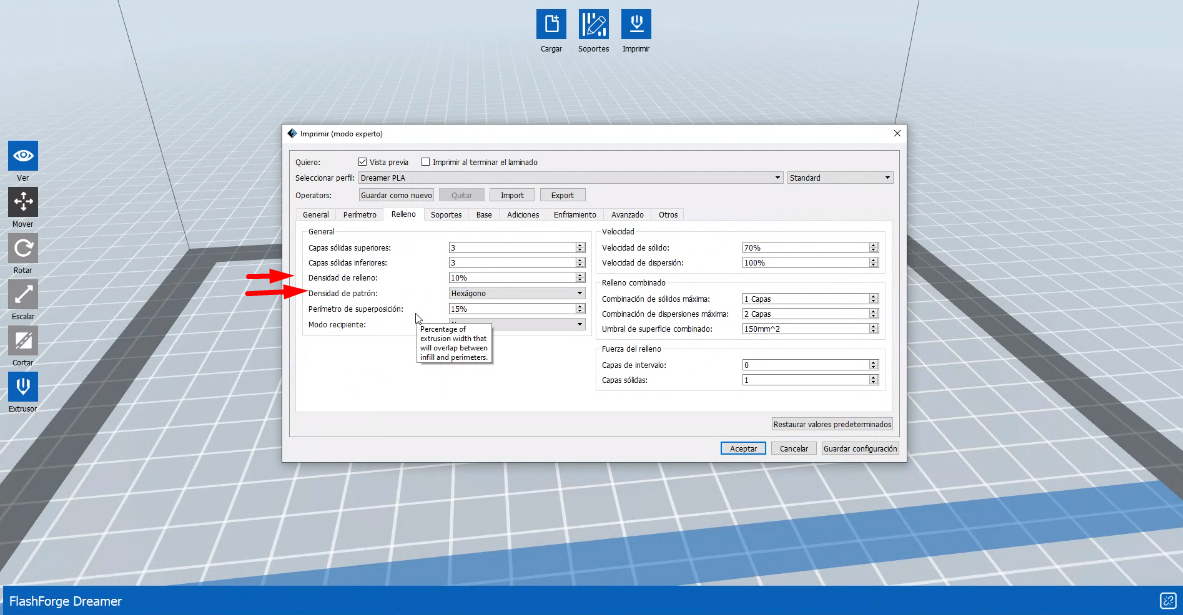 Cargar
Soportes
Imprimir
Ver
Mover
Rotar
Escalar
Cortar
Extrusor
Imprimir (modo experto)
Quiero:
Vista previa
Imprimir al terminar el laminado
Seleccionar perfil:
Dreamer PLA
Standard
Operators:
Guardar como nuevo
Quitar
Import
Export
General
Perímetro
Relleno
Soportes
Base
Adiciones
Enfriamiento
Avanzado
Otros
General
Capas sólidas superiores:
3
Capas sólidas inferiores:
3
Densidad de relleno:
10%
Densidad de patrón:
Hexágono
Perímetro de superposición:
15%
Modo recipiente:
Percentage of
extrusion width that
will overlap between
infill and perimeters.
Velocidad
Velocidad de sólido:
70%
Velocidad de dispersión:
100%
Relleno combinado
Combinación de sólidos máxima:
1 Capas
Combinación de dispersiones máxima:
2 Capas
Umbral de superficie combinado:
150mm^2
Fuerza del relleno
Capas de intervalo:
0
Capas sólidas:
1
Restaurar valores predeterminados
Aceptar
Cancelar
Guardar configuración
FlashForge Dreamer